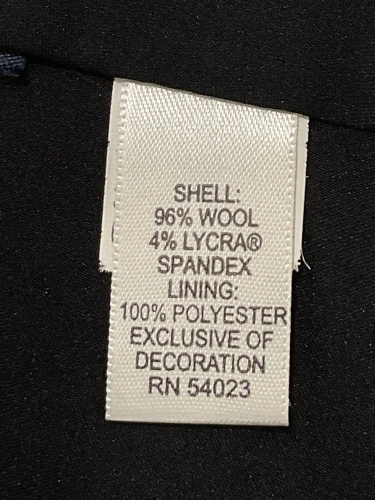 SHELL:
96% WOOL
4% LYCRA®
SPANDEX
LINING:
100% POLYESTER
EXCLUSIVE OF
DECORATION
RN 54023